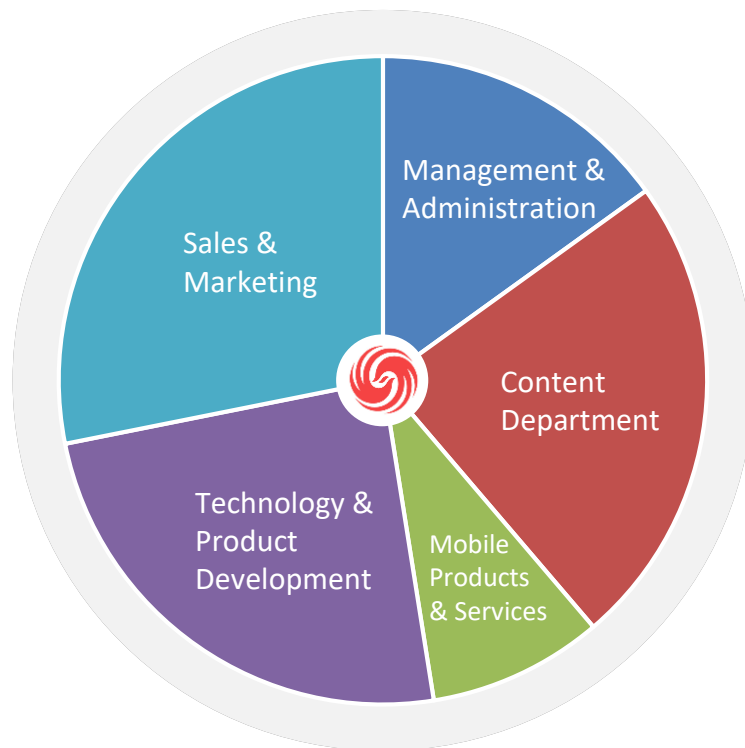 Management &
Administration
Sales &
Marketing
Content
Department
Technology &
Product
Development
Mobile
Products
& Services